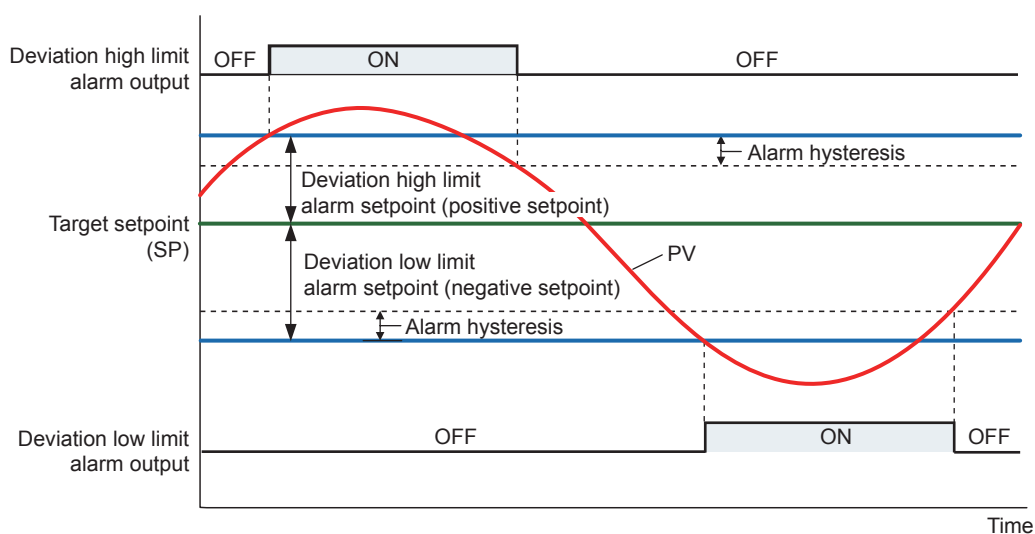 Deviation high limit
alarm output
OFF
ON
OFF
Alarm hysteresis
Deviation high limit
alarm setpoint (positive setpoint)
Target setpoint
(SP)
PV
Deviation low limit
alarm setpoint (negative setpoint)
Alarm hysteresis
Deviation low limit
alarm output
OFF
ON
OFF
Time